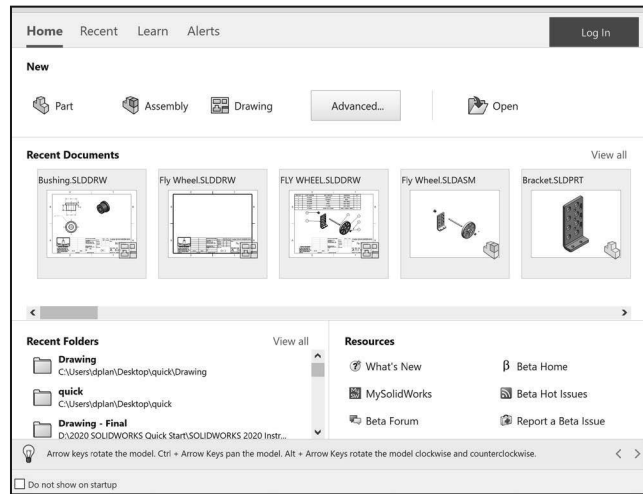 Home Recent Learn Alerts Log In
New
Part Assembly Drawing Advanced... Open
Recent Documents View all
Bushing.SLDDRW Fly Wheel.SLDDRW FLY WHEEL.SLDDRW Fly Wheel.SLDASM Bracket.SLDPRT
Recent Folders View all
Drawing
C:\Users\dplan\Desktop\quick\Drawing
quick
C:\Users\dplan\Desktop\quick
Drawing - Final
D:\2020 SOLIDWORKS Quick Start\SOLIDWORKS 2020 Instr...
Resources
What's New β Beta Home
MySolidWorks Beta Hot Issues
Beta Forum Report a Beta Issue
Arrow keys rotate the model. Ctrl + Arrow Keys pan the model. Alt + Arrow Keys rotate the model clockwise and counterclockwise.
Do not show on startup